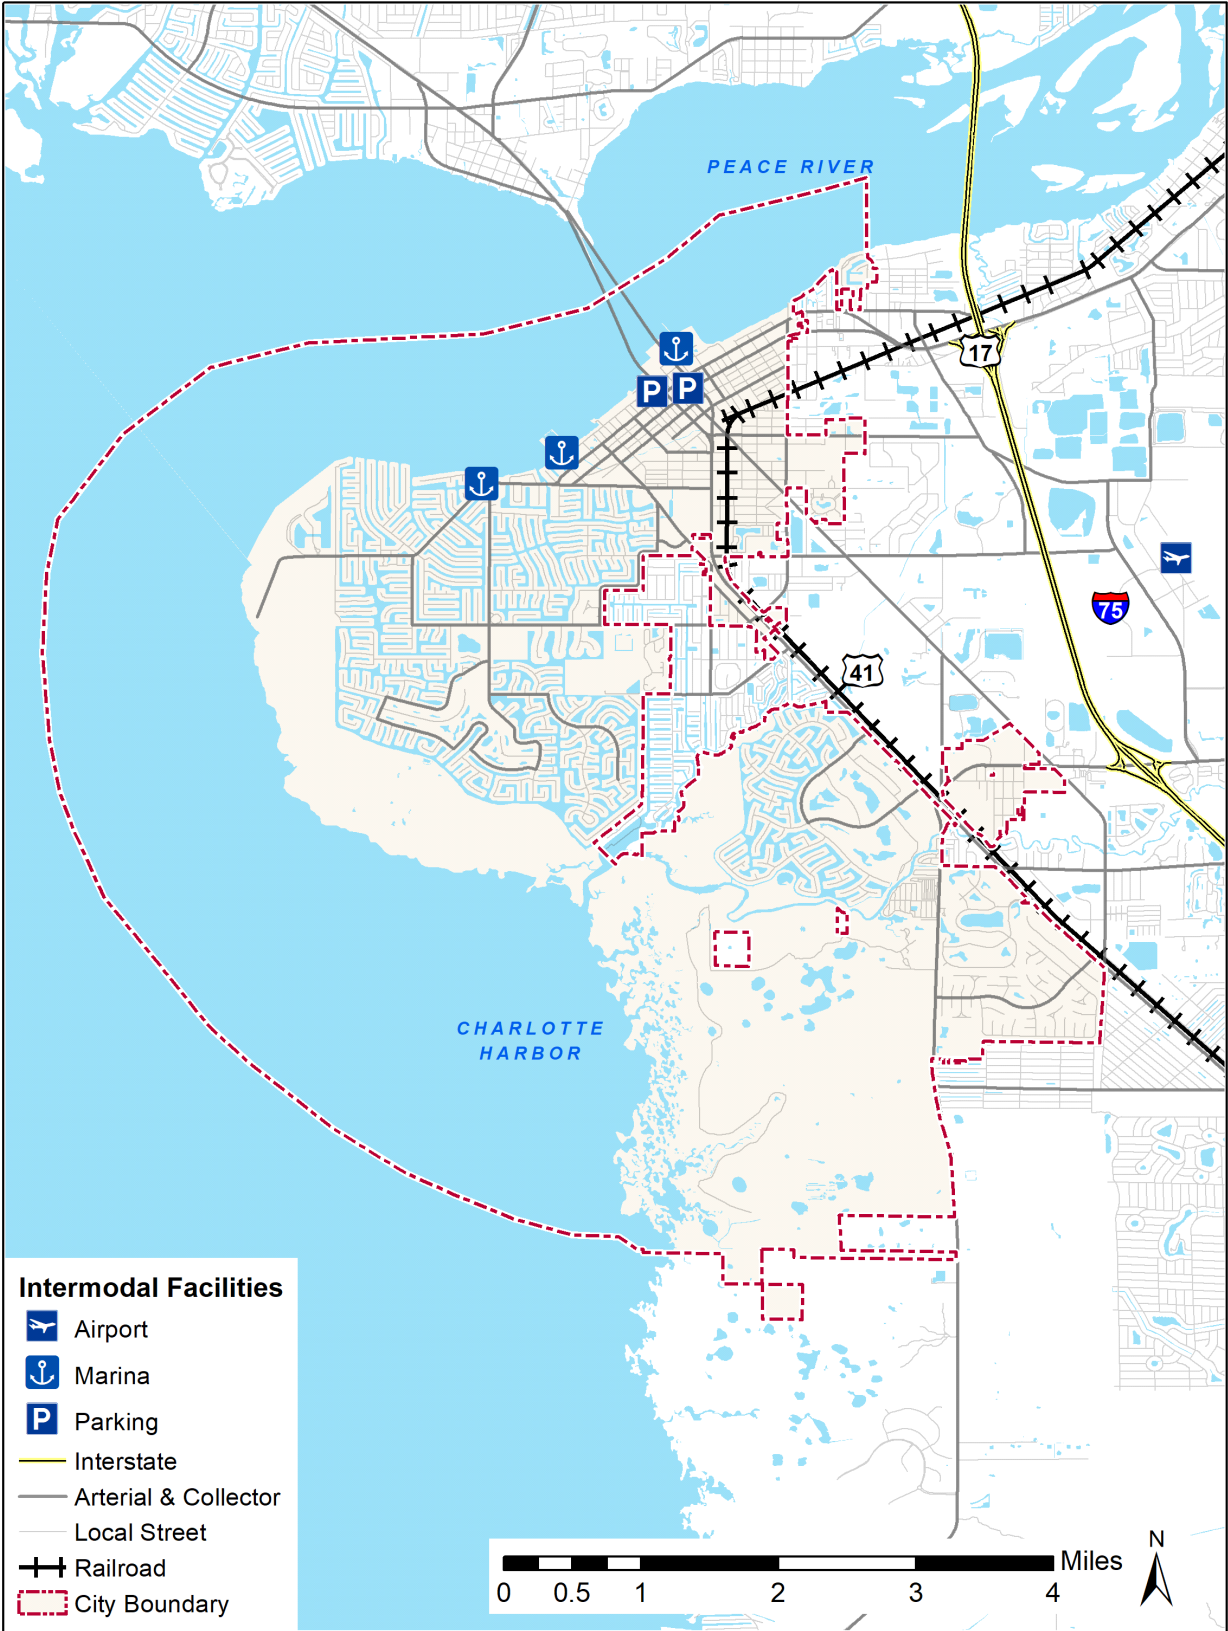 PEACE RIVER
P
P
17
75
41
CHARLOTTE
HARBOR
Intermodal Facilities
Airport
Marina
P Parking
Interstate
Arterial & Collector
Local Street
Railroad
City Boundary
N
Miles
0 0.5 1 2 3 4